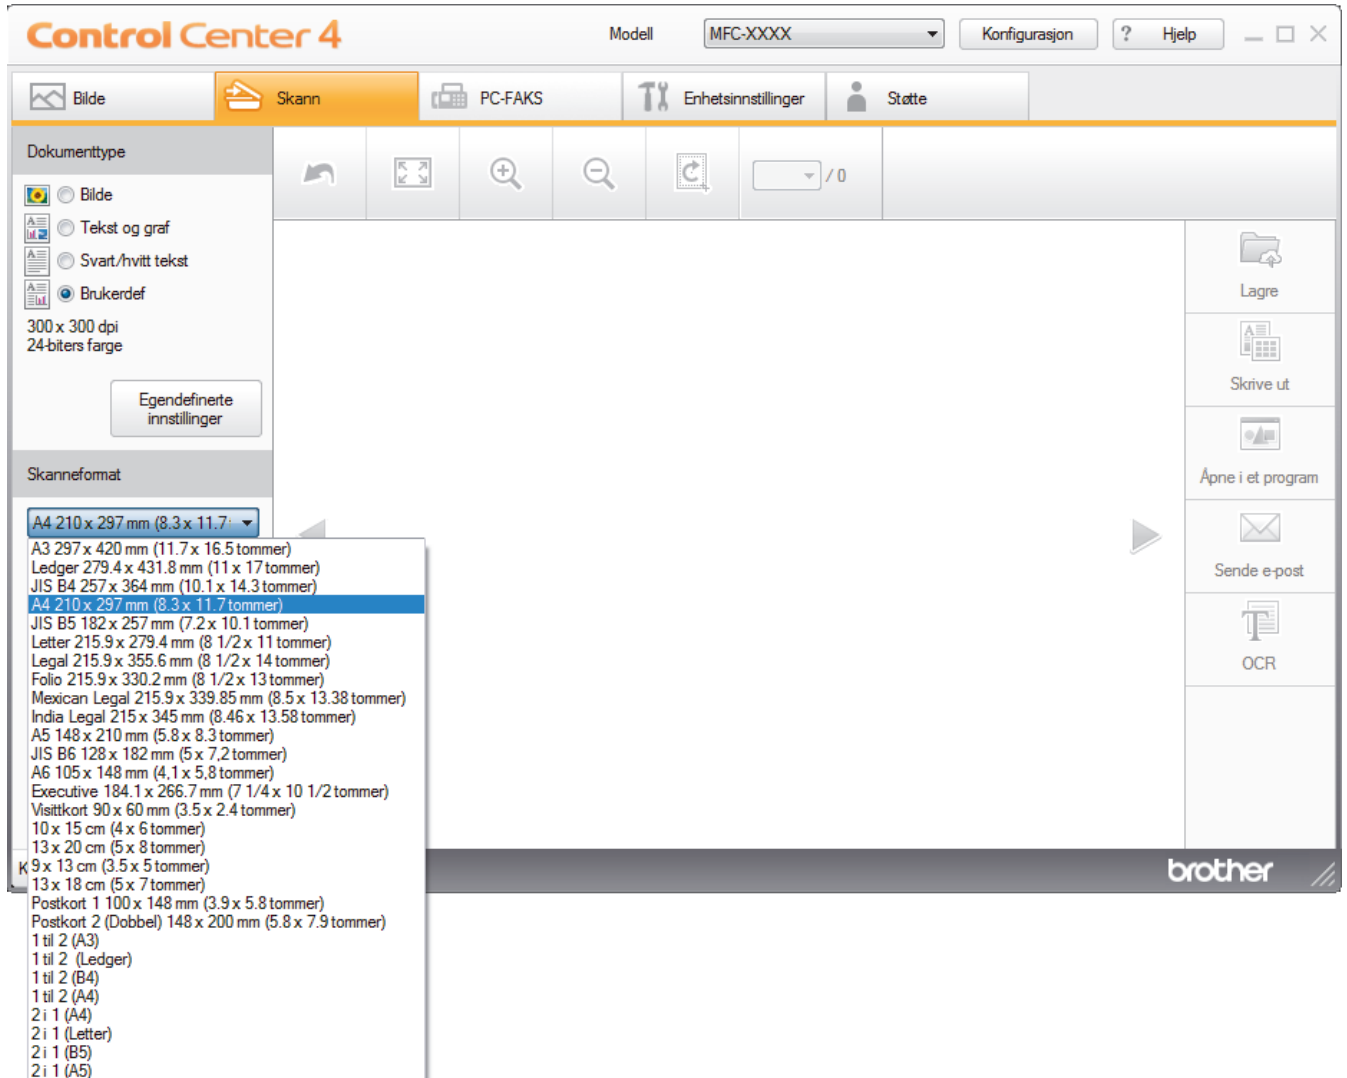 Control Center 4
Modell
MFC-XXXX
Konfigurasjon
? Hjelp
Bilde
Skann
PC-FAKS
Enhetsinnstillinger
Støtte
Dokumenttype
/ 0
Bilde
Tekst og graf
Svart/hvitt tekst
Brukerdef
300 x 300 dpi
24-biters farge
Egendefinerte
innstillinger
Skanneformat
A4 210 x 297 mm (8.3 x 11.7
A3 297 x 420 mm (11.7 x 16.5 tommer)
Ledger 279.4 x 431.8 mm (11 x 17 tommer)
JIS B4 257 x 364 mm (10.1 x 14.3 tommer)
A4 210 x 297 mm (8.3 x 11.7 tommer)
JIS B5 182 x 257 mm (7.2 x 10.1 tommer)
Letter 215.9 x 279.4 mm (8 1/2 x 11 tommer)
Legal 215.9 x 355.6 mm (8 1/2 x 14 tommer)
Folio 215.9 x 330.2 mm (8 1/2 x 13 tommer)
Mexican Legal 215.9 x 339.85 mm (8.5 x 13.38 tommer)
India Legal 215 x 345 mm (8.46 x 13.58 tommer)
A5 148 x 210 mm (5.8 x 8.3 tommer)
JIS B6 128 x 182 mm (5 x 7,2 tommer)
A6 105 x 148 mm (4,1 x 5,8 tommer)
Executive 184.1 x 266.7 mm (7 1/4 x 10 1/2 tommer)
Visittkort 90 x 60 mm (3.5 x 2.4 tommer)
10 x 15 cm (4 x 6 tommer)
13 x 20 cm (5 x 8 tommer)
K 9 x 13 cm (3.5 x 5 tommer)
13 x 18 cm (5 x 7 tommer)
Postkort 1 100 x 148 mm (3.9 x 5.8 tommer)
Postkort 2 (Dobbel) 148 x 200 mm (5.8 x 7.9 tommer)
1 til 2 (A3)
1 til 2 (Ledger)
1 til 2 (B4)
1 til 2 (A4)
2 i 1 (A4)
2 i 1 (Letter)
2 i 1 (B5)
2 i 1 (A5)
Lagre
Skrive ut
Åpne i et program
Sende e-post
OCR
brother